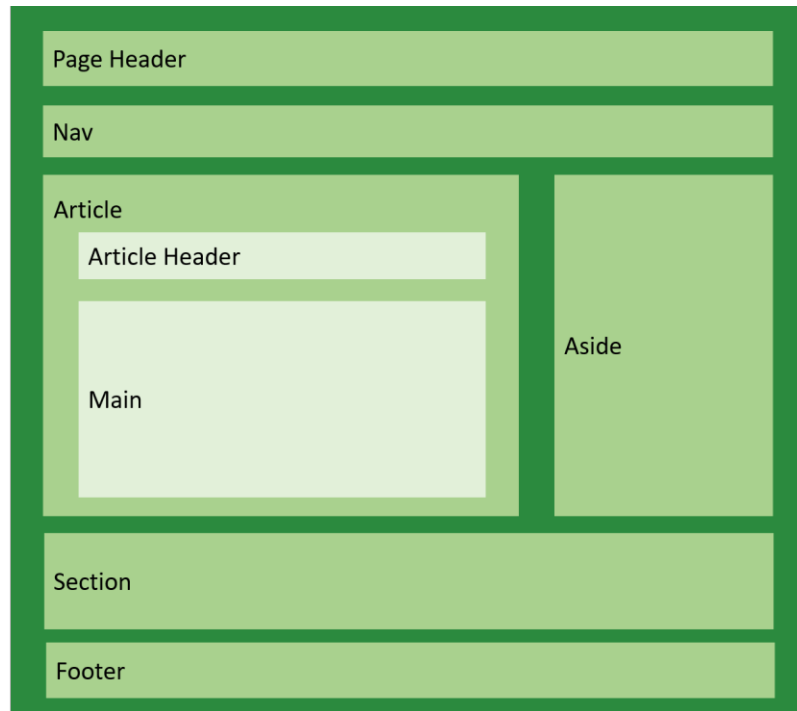 Page Header
Nav
Article
Article Header
Main
Aside
Section
Footer